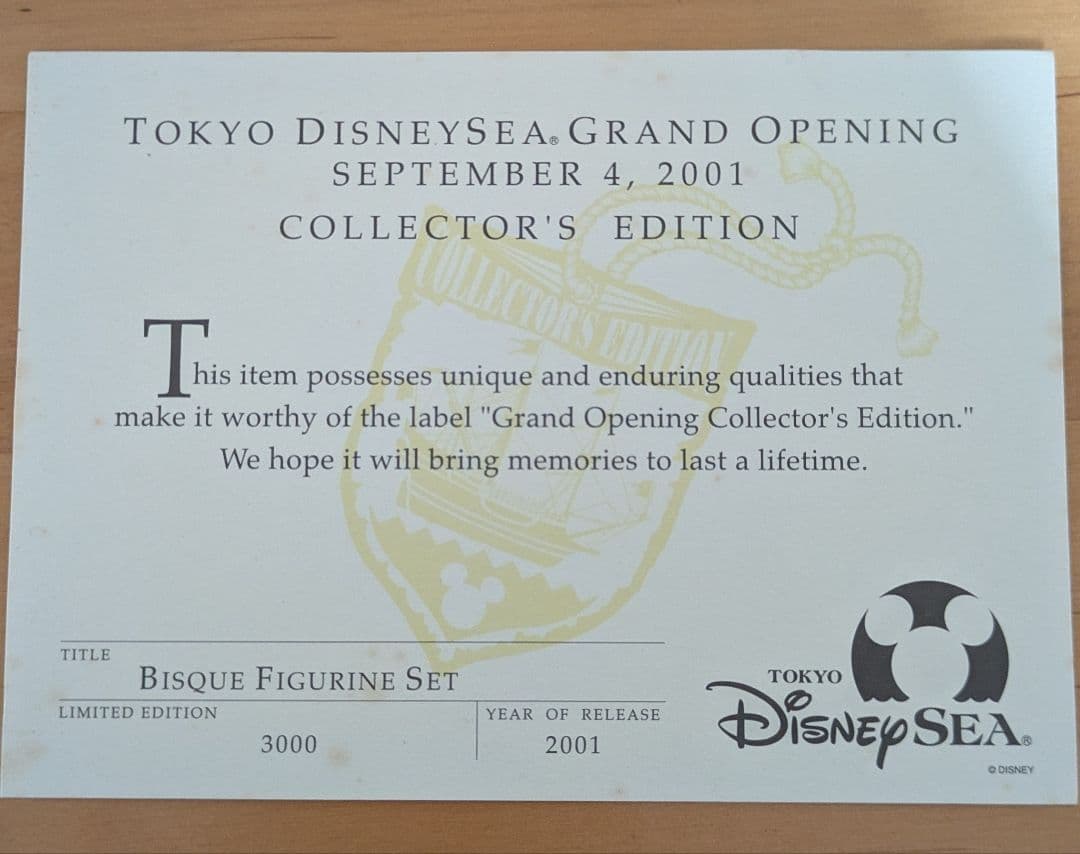 TOKYO DISNEYSEA® GRAND OPENING
SEPTEMBER 4, 2001
COLLECTOR'S EDITION
COLLECTOR'S EDITION
This item possesses unique and enduring qualities that
make it worthy of the label "Grand Opening Collector's Edition."
We hope it will bring memories to last a lifetime.
TITLE
BISQUE FIGURINE SET
LIMITED EDITION
3000
YEAR OF RELEASE
2001
TOKYO
DISNEYSEA®
© DISNEY